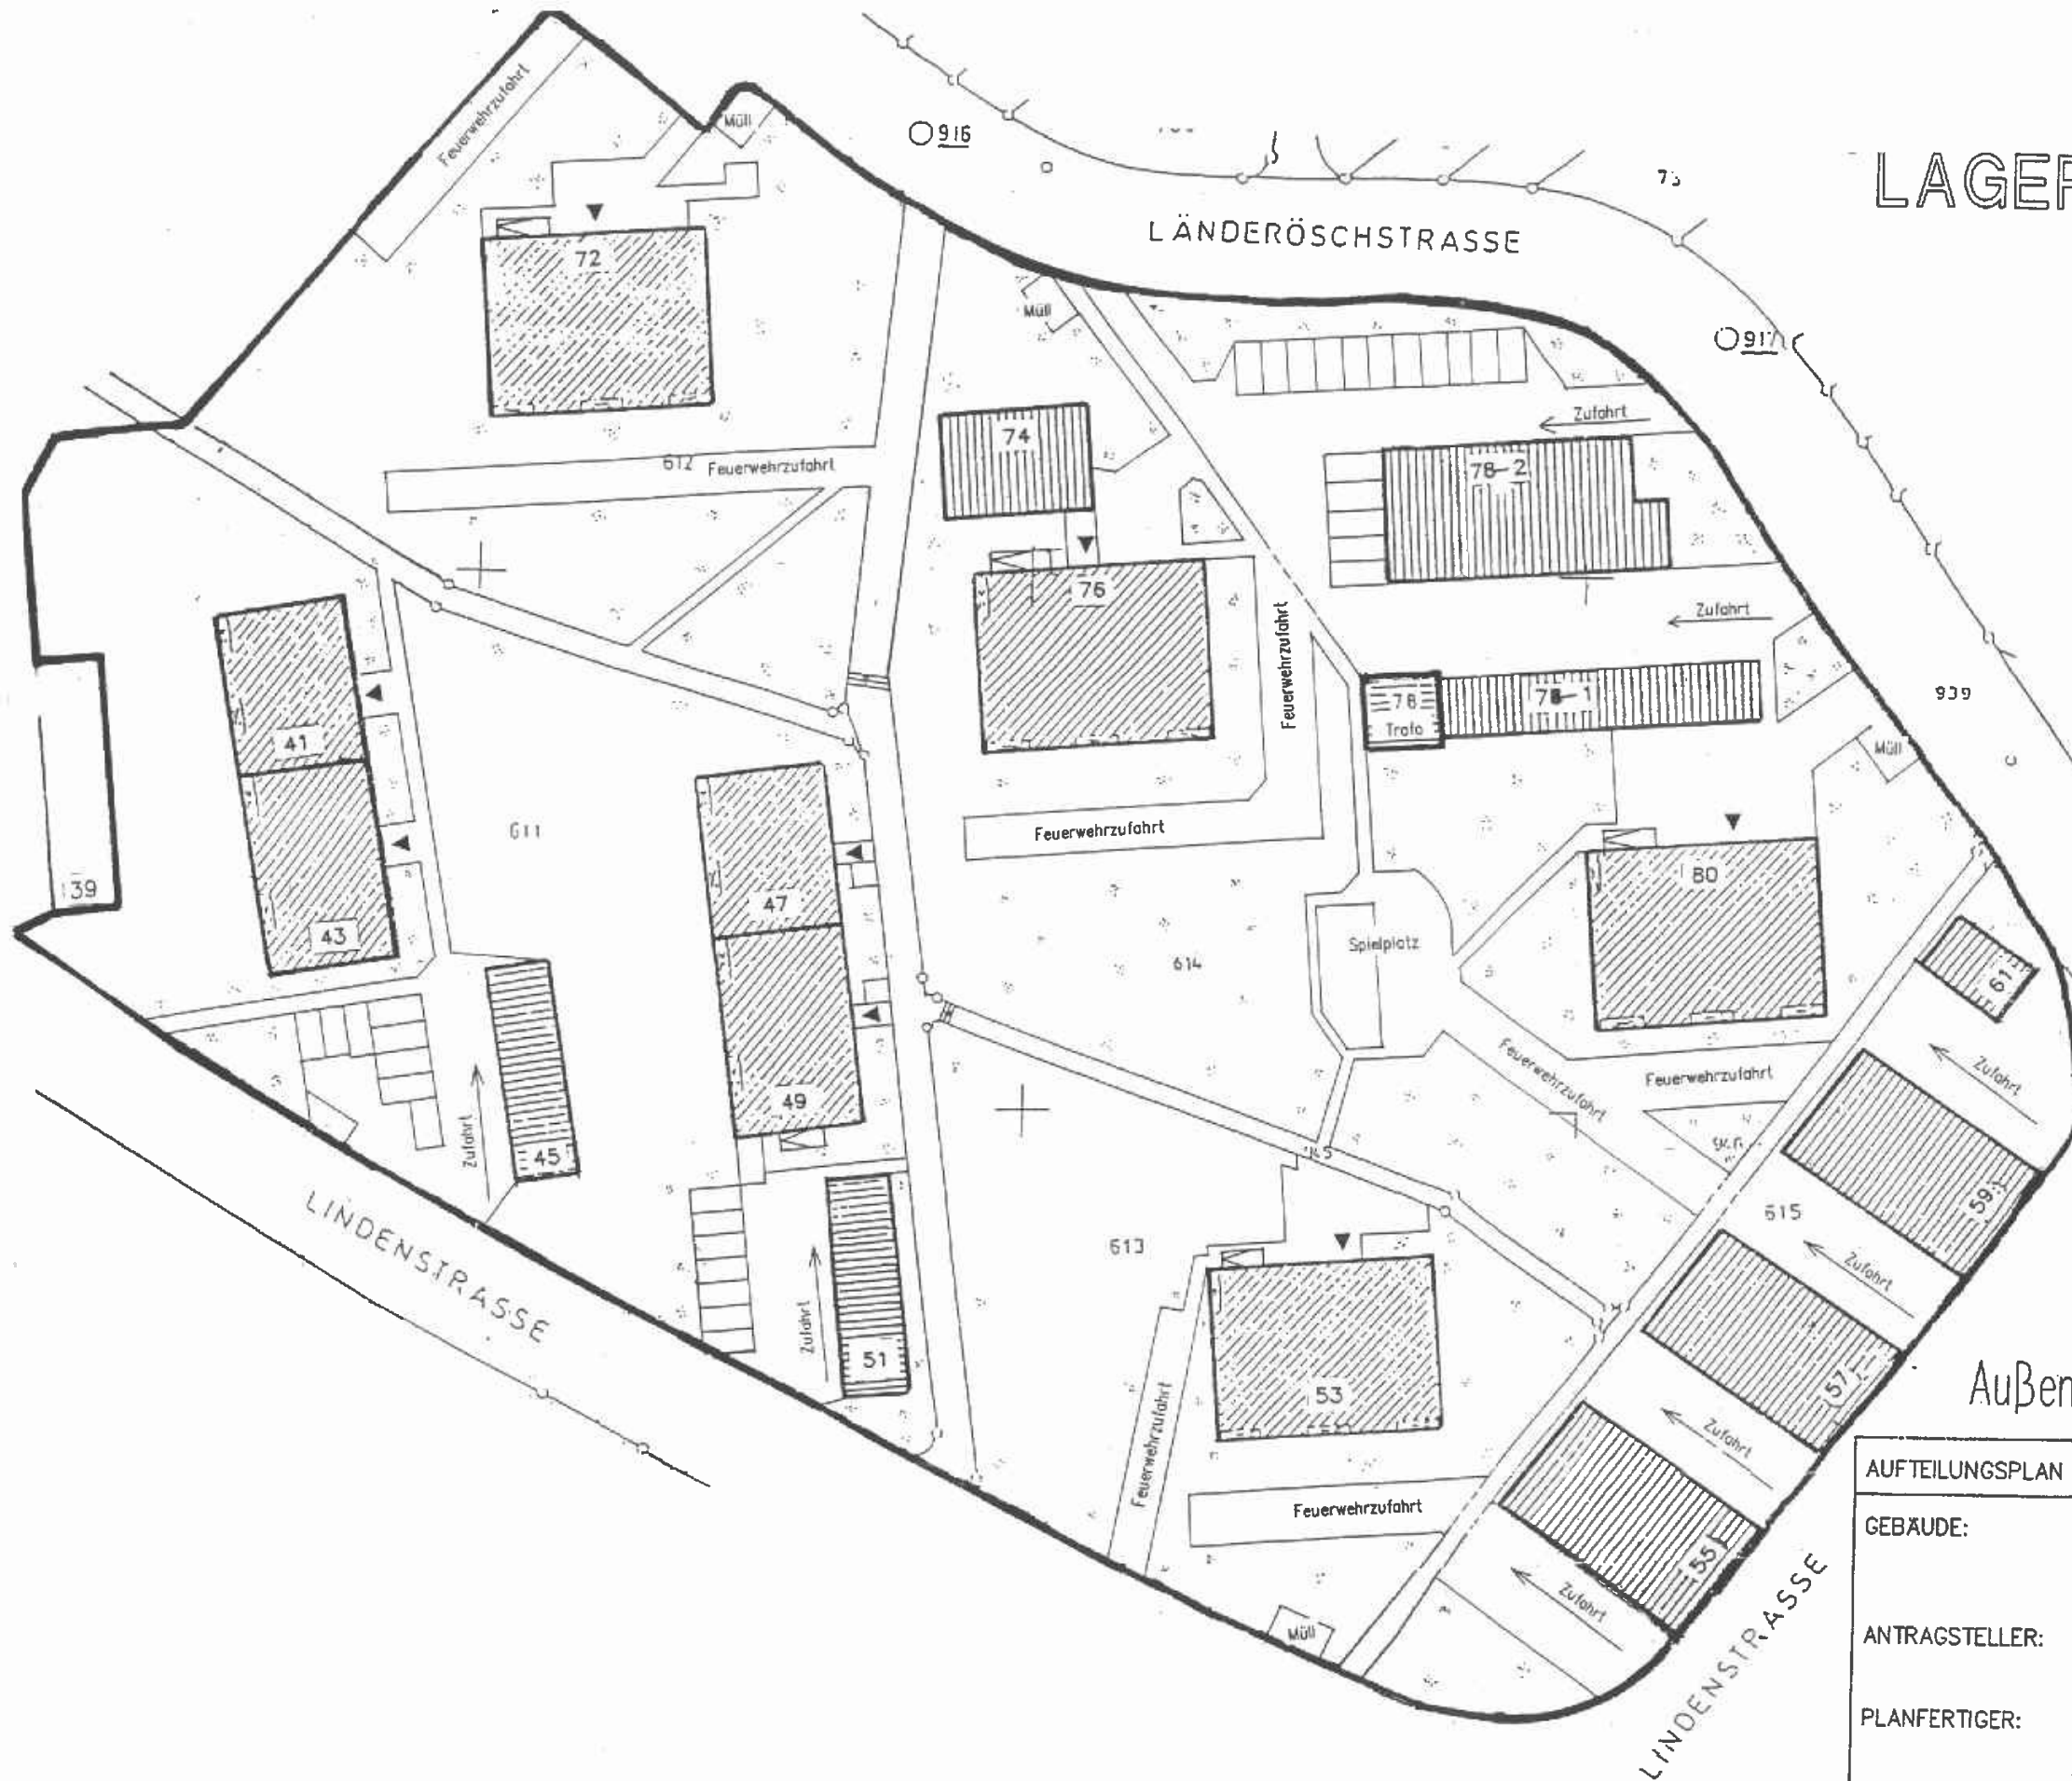 Feuerwehrzufahrt
Müll
916
LAGEP
LÄNDERÖSCHSTRASSE
72
Müll
917
Zufahrt
74
78-2
612
Feuerwehrzufahrt
76
Zufahrt
Feuerwehrzufahrt
78-1
78
Trafo
939
41
Müll
611
Feuerwehrzufahrt
80
39
47
43
Spielplatz
614
61
49
Feuerwehrzufahrt
Feuerwehrzufahrt
Zufahrt
45
Zufahrt
59
615
LINDENSTRASSE
613
Zufahrt
Zufahrt
51
53
57
Außen
Feuerwehrzufahrt
Zufahrt
AUFTEILUNGSPLAN
Feuerwehrzufahrt
GEBÄUDE:
55
Zufahrt
Müll
ANTRAGSTELLER:
LINDENSTRASSE
PLANFERTIGER: